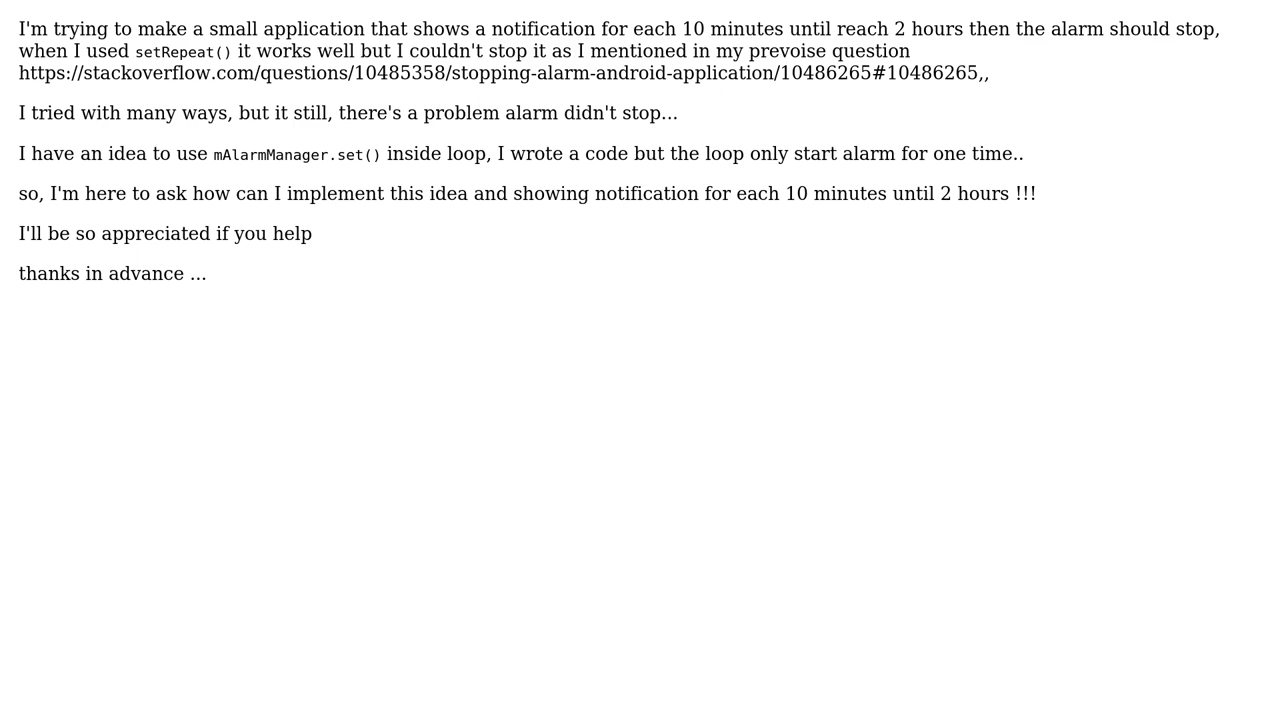 I'm trying to make a small application that shows a notification for each 10 minutes until reach 2 hours then the alarm should stop,
when I used setRepeat() it works well but I couldn't stop it as I mentioned in my prevoise question
https://stackoverflow.com/questions/10485358/stopping-alarm-android-application/10486265#10486265,,
I tried with many ways, but it still, there's a problem alarm didn't stop...
I have an idea to use mAlarmManager.set() inside loop, I wrote a code but the loop only start alarm for one time..
so, I'm here to ask how can I implement this idea and showing notification for each 10 minutes until 2 hours !!!
I'll be so appreciated if you help
thanks in advance ...